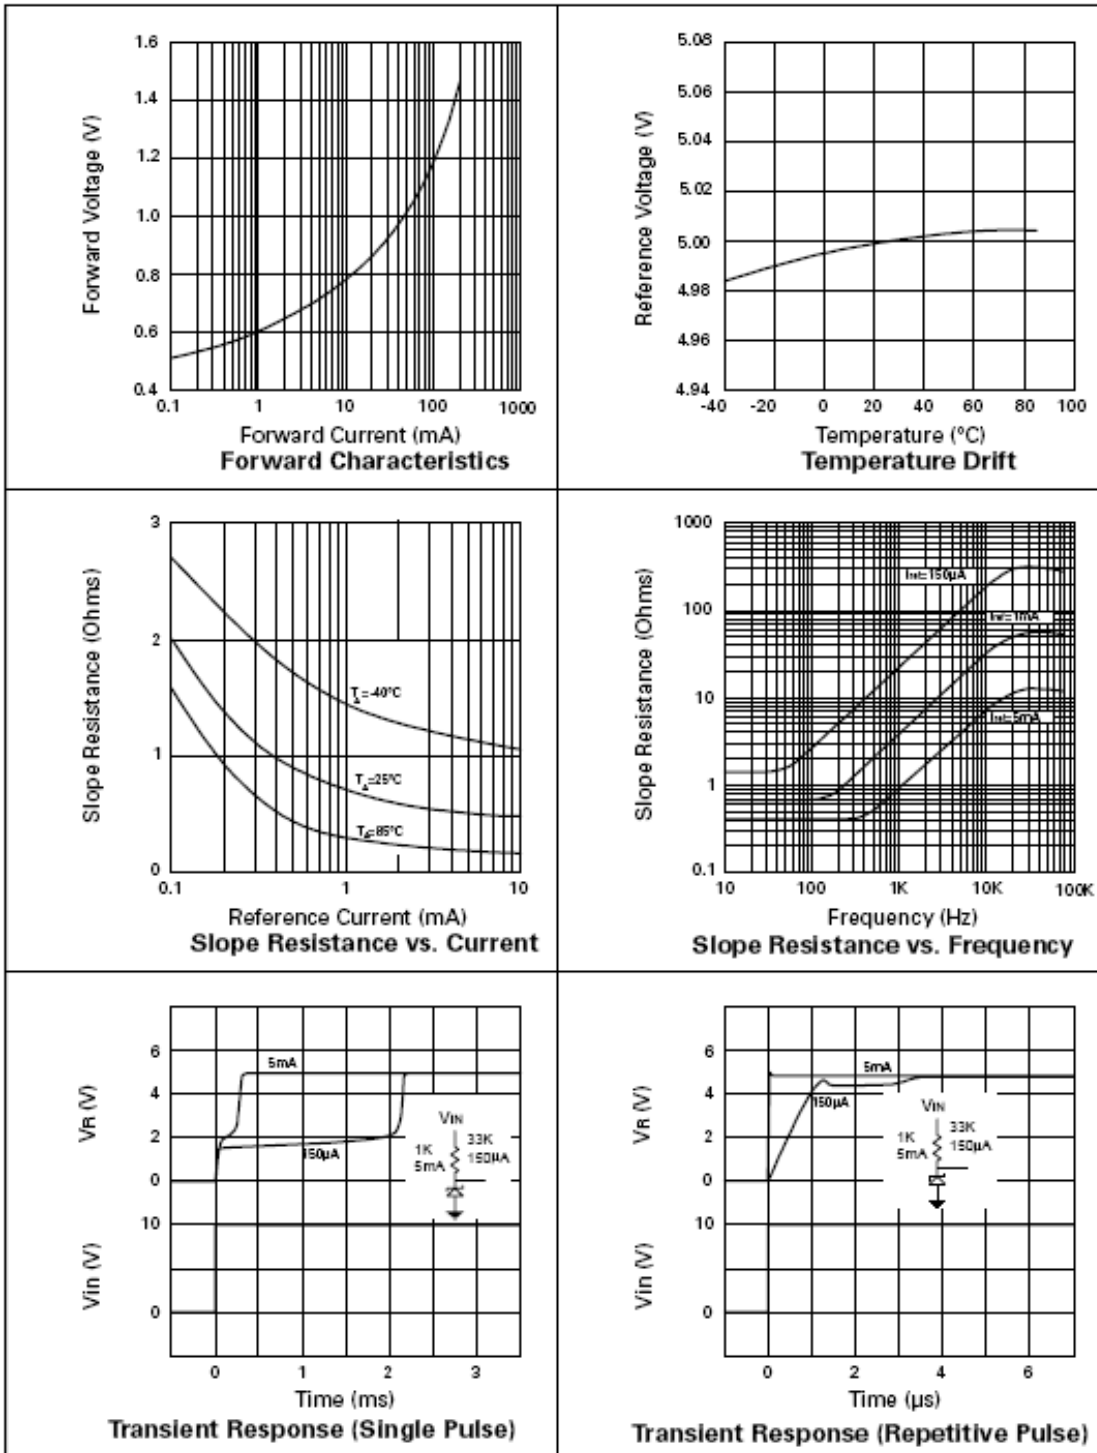 Forward Voltage (V)
1.6
1.4
1.2
1.0
0.8
0.6
0.4
0.1 1 10 100 1000
Forward Current (mA)
Forward Characteristics
Reference Voltage (V)
5.08
5.06
5.04
5.02
5.00
4.98
4.96
4.94
-40 -20 0 20 40 60 80 100
Temperature (°C)
Temperature Drift
Slope Resistance (Ohms)
3
2
1
0
TA=-40°C
TA=25°C
TA=85°C
0.1 1 10
Reference Current (mA)
Slope Resistance vs. Current
Slope Resistance (Ohms)
1000
100
10
1
0.1
Iref=150µA
Iref=1mA
Iref=5mA
10 100 1K 10K 100K
Frequency (Hz)
Slope Resistance vs. Frequency
VR (V)
6
4
2
0
5mA
150µA
VIN
1K 33K
5mA 150µA
Vin (V)
10
0
0 1 2 3
Time (ms)
Transient Response (Single Pulse)
VR (V)
6
4
2
0
5mA
150µA
VIN
1K 33K
5mA 150µA
Vin (V)
10
0
0 2 4 6
Time (µs)
Transient Response (Repetitive Pulse)